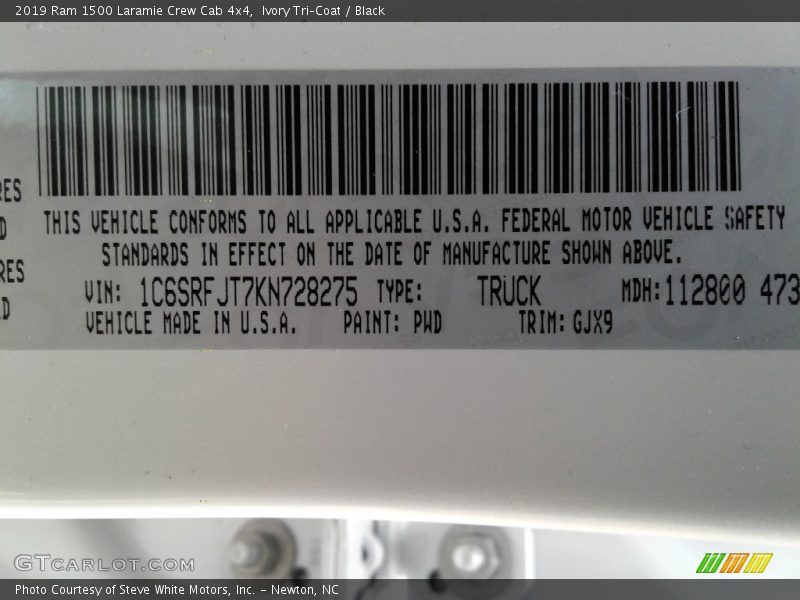 2019 Ram 1500 Laramie Crew Cab 4x4, Ivory Tri-Coat / Black
RES
D
RES
D
THIS VEHICLE CONFORMS TO ALL APPLICABLE U.S.A. FEDERAL MOTOR VEHICLE SAFETY
STANDARDS IN EFFECT ON THE DATE OF MANUFACTURE SHOWN ABOVE.
VIN: 1C6SRFJT7KN728275 TYPE: TRUCK MDH:112800 473
VEHICLE MADE IN U.S.A. PAINT: PWD TRIM:GJX9
GTCARLOT.COM
Photo Courtesy of Steve White Motors, Inc. – Newton, NC